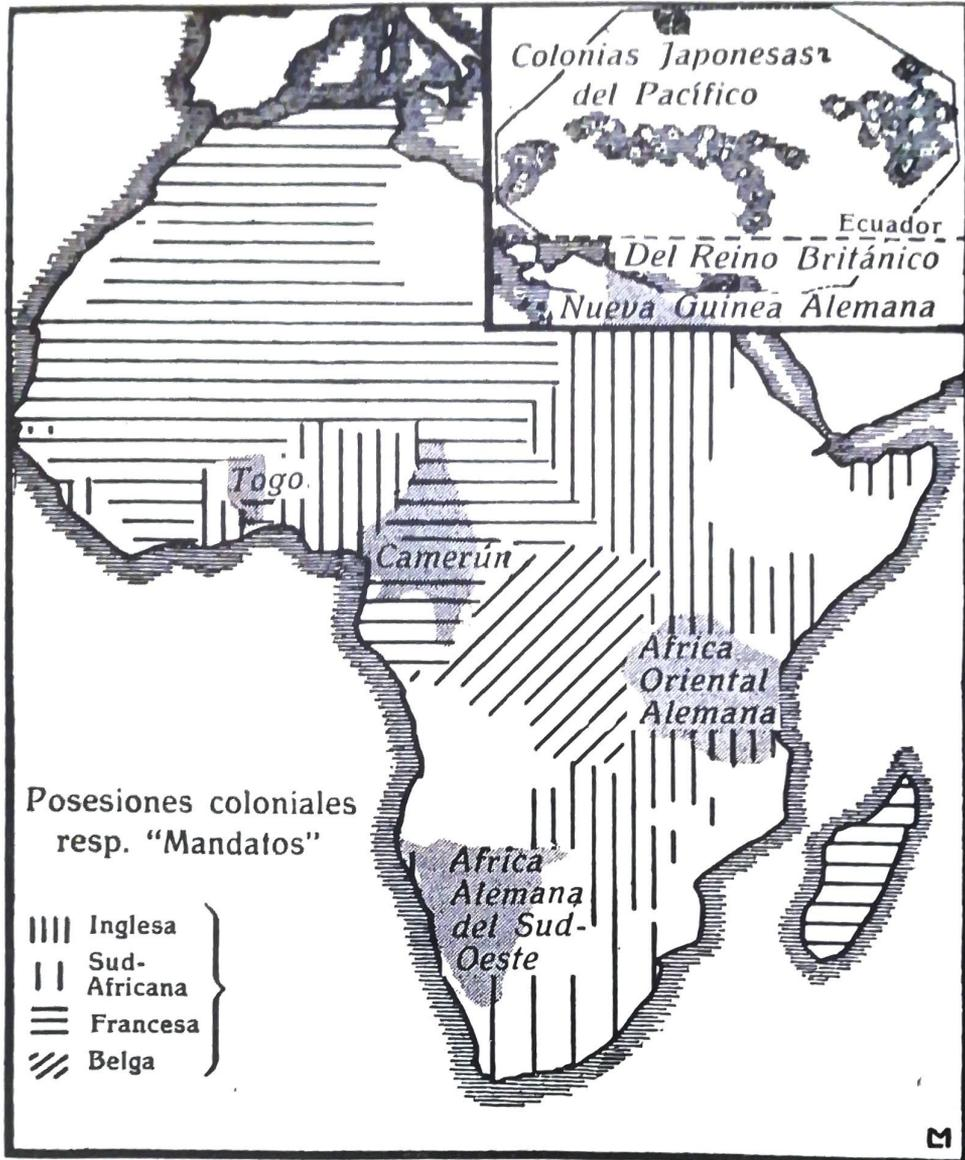 Colonias Japonesas
del Pacífico
Ecuador
Del Reino Británico
Nueva Guinea Alemana
Togo
Camerún
Africa
Oriental
Alemana
Posesiones coloniales
resp. “Mandatos”
Africa
Alemana
del Sud-
Oeste
Inglesa
Sud-
Africana
Francesa
Belga